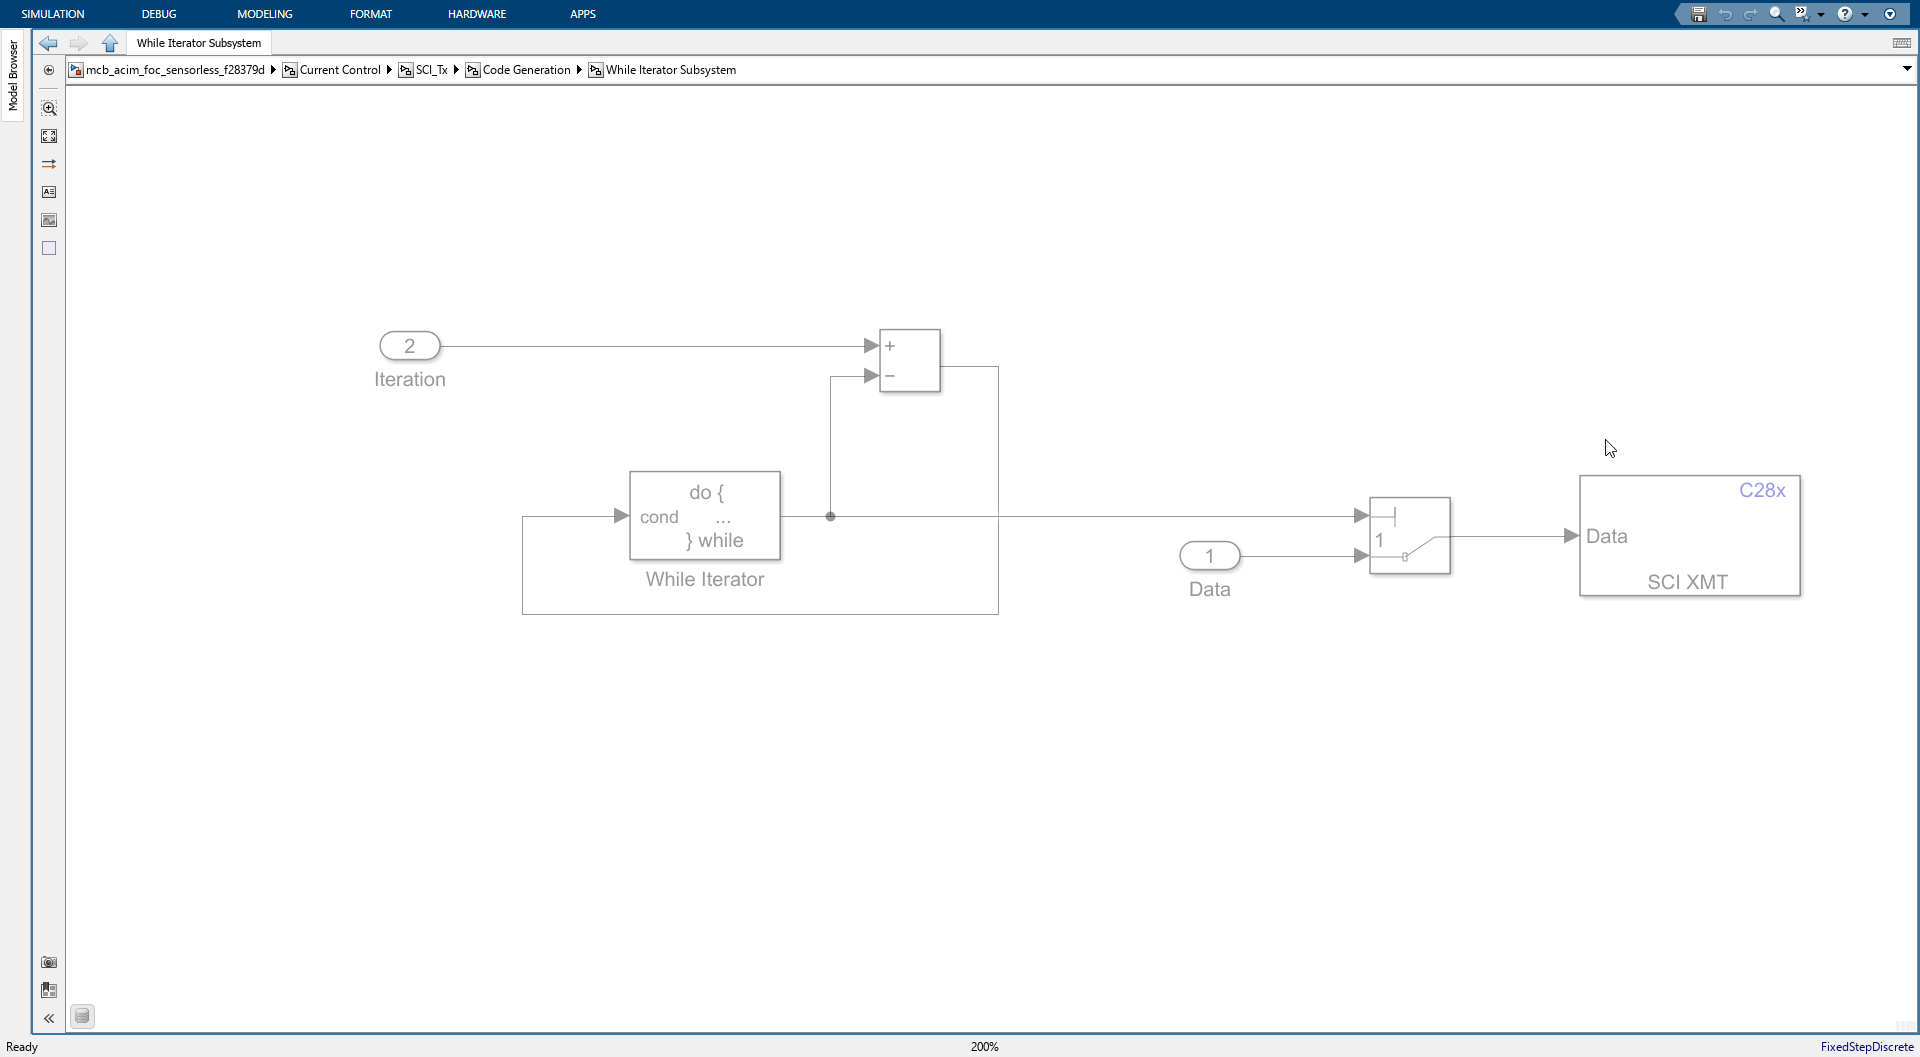 SIMULATION DEBUG MODELING FORMAT HARDWARE APPS
While Iterator Subsystem
Model Browser
mcb_acim_foc_sensorless_f28379d Current Control SCI_Tx Code Generation While Iterator Subsystem
2
Iteration
+
−
do {
cond ...
} while
While Iterator
1
Data
1
C28x
Data
SCI XMT
Ready 200% FixedStepDiscrete